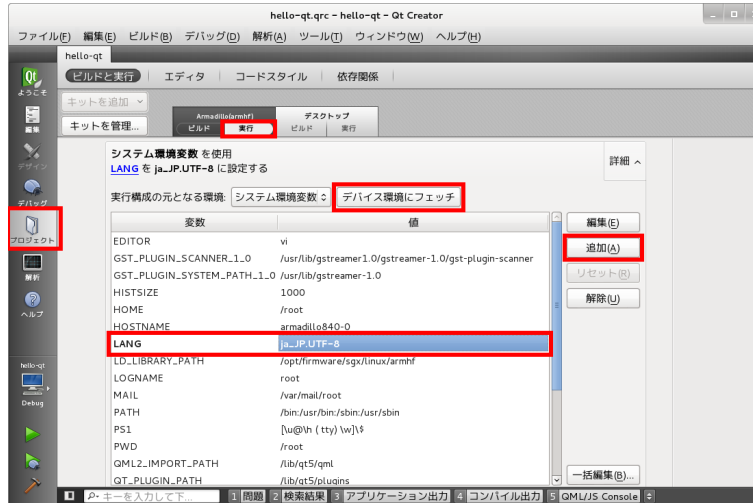 hello-qt.qrc - hello-qt - Qt Creator
ファイル(F) 編集(E) ビルド(B) デバッグ(D) 解析(A) ツール(T) ウィンドウ(W) ヘルプ(H)
hello-qt
ビルドと実行 エディタ コードスタイル 依存関係
キットを追加
キットを管理...
Armadillo(armhf) デスクトップ
ビルド 実行 ビルド 実行
Qt
ようこそ
編集
デザイン
デバッグ
プロジェクト
解析
ヘルプ
hello-qt
Debug
システム環境変数 を使用
LANG を ja_JP.UTF-8 に設定する
詳細
実行構成の元となる環境: システム環境変数 デバイス環境にフェッチ
変数 値
EDITOR vi
GST_PLUGIN_SCANNER_1_0 /usr/lib/gstreamer1.0/gstreamer-1.0/gst-plugin-scanner
GST_PLUGIN_SYSTEM_PATH_1_0 /usr/lib/gstreamer-1.0
HISTSIZE 1000
HOME /root
HOSTNAME armadillo840-0
LANG ja_JP.UTF-8
LD_LIBRARY_PATH /opt/firmware/sgx/linux/armhf
LOGNAME root
MAIL /var/mail/root
PATH /bin:/usr/bin:/sbin:/usr/sbin
PS1 [\u@\h ( tty) \w]\$
PWD /root
QML2_IMPORT_PATH /lib/qt5/qml
QT_PLUGIN_PATH /lib/qt5/plugins
編集(E)
追加(A)
リセット(R)
解除(U)
一括編集(B)...
キーを入力して下... 1 問題 2 検索結果 3 アプリケーション出力 4 コンパイル出力 5 QML/JS Console